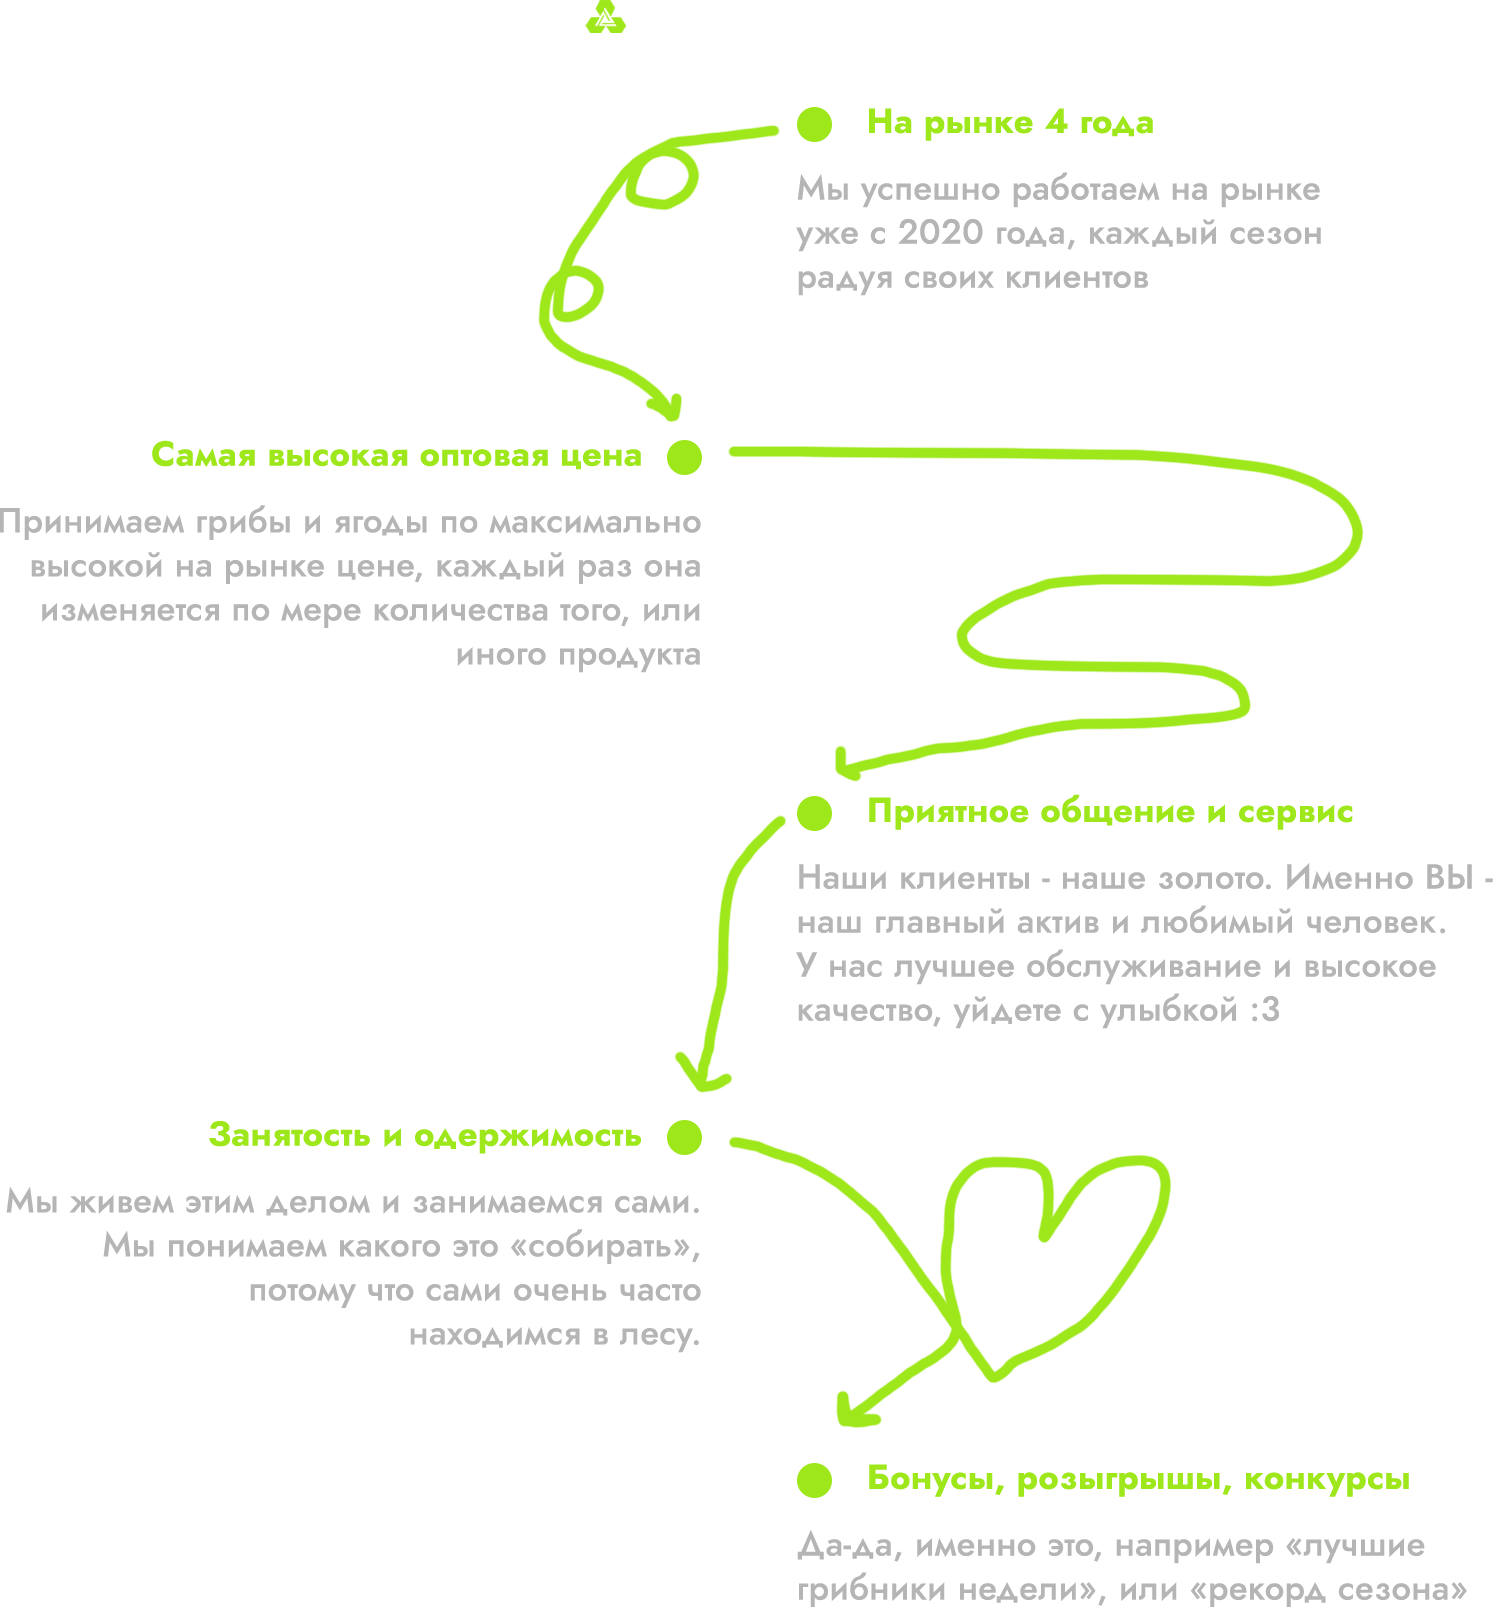 На рынке 4 года
Мы успешно работаем на рынке
уже с 2020 года, каждый сезон
радуя своих клиентов
Самая высокая оптовая цена
Принимаем грибы и ягоды по максимально
высокой на рынке цене, каждый раз она
изменяется по мере количества того, или
иного продукта
Приятное общение и сервис
Наши клиенты - наше золото. Именно ВЫ -
наш главный актив и любимый человек.
У нас лучшее обслуживание и высокое
качество, уйдете с улыбкой :3
Занятость и одержимость
Мы живем этим делом и занимаемся сами.
Мы понимаем какого это «собирать»,
потому что сами очень часто
находимся в лесу.
Бонусы, розыгрышы, конкурсы
Да-да, именно это, например «лучшие
грибники недели», или «рекорд сезона»